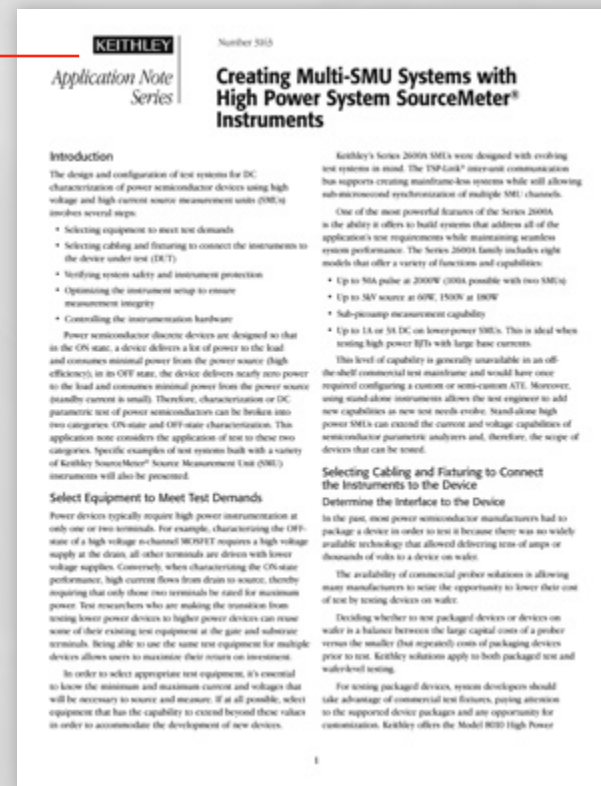 KEITHLEY
Number 3163
Application Note
Series
Creating Multi-SMU Systems with
High Power System SourceMeter®
Instruments
Introduction
The design and configuration of test systems for DC
characterization of power semiconductor devices using high
voltage and high current source measurement units (SMUs)
involves several steps:
• Selecting equipment to meet test demands
• Selecting cabling and fixturing to connect the instruments to
the device under test (DUT)
• Verifying system safety and instrument protection
• Optimizing the instrument setup to ensure
measurement integrity
• Controlling the instrumentation hardware
Power semiconductor discrete devices are designed so that
in the ON state, a device delivers a lot of power to the load
and consumes minimal power from the power source (high
efficiency); in its OFF state, the device delivers nearly zero power
to the load and consumes minimal power from the power source
(standby current is small). Therefore, characterization or DC
parametric test of power semiconductors can be broken into
two categories: ON-state and OFF-state characterization. This
application note considers the application of test to these two
categories. Specific examples of test systems built with a variety
of Keithley SourceMeter® Source Measurement Unit (SMU)
instruments will also be presented.
Select Equipment to Meet Test Demands
Power devices typically require high power instrumentation at
only one or two terminals. For example, characterizing the OFF-
state of a high voltage n-channel MOSFET requires a high voltage
supply at the drain; all other terminals are driven with lower
voltage supplies. Conversely, when characterizing the ON-state
performance, high current flows from drain to source, thereby
requiring that only those two terminals be rated for maximum
power. Test researchers who are making the transition from
testing lower power devices to higher power devices can reuse
some of their existing test equipment at the gate and substrate
terminals. Being able to use the same test equipment for multiple
devices allows users to maximize their return on investment.
In order to select appropriate test equipment, it's essential
to know the minimum and maximum current and voltages that
will be necessary to source and measure. If at all possible, select
equipment that has the capability to extend beyond these values
in order to accommodate the development of new devices.
Keithley's Series 2600A SMUs were designed with evolving
test systems in mind. The TSP-Link® inter-unit communication
bus supports creating mainframe-less systems while still allowing
sub-microsecond synchronization of multiple SMU channels.
One of the most powerful features of the Series 2600A
is the ability it offers to build systems that address all of the
application's test requirements while maintaining seamless
system performance. The Series 2600A family includes eight
models that offer a variety of functions and capabilities:
• Up to 50A pulse at 2000W (100A possible with two SMUs)
• Up to 3kV source at 60W, 1500V at 180W
• Sub-picoamp measurement capability
• Up to 1A or 3A DC on lower-power SMUs. This is ideal when
testing high power BJTs with large base currents.
This level of capability is generally unavailable in an off-
the-shelf commercial test mainframe and would have once
required configuring a custom or semi-custom ATE. Moreover,
using stand-alone instruments allows the test engineer to add
new capabilities as new test needs evolve. Stand-alone high
power SMUs can extend the current and voltage capabilities of
semiconductor parametric analyzers and, therefore, the scope of
devices that can be tested.
Selecting Cabling and Fixturing to Connect
the Instruments to the Device
Determine the Interface to the Device
In the past, most power semiconductor manufacturers had to
package a device in order to test it because there was no widely
available technology that allowed delivering tens of amps or
thousands of volts to a device on wafer.
The availability of commercial prober solutions is allowing
many manufacturers to seize the opportunity to lower their cost
of test by testing devices on wafer.
Deciding whether to test packaged devices or devices on
wafer is a balance between the large capital costs of a prober
versus the smaller (but repeated) costs of packaging devices
prior to test. Keithley solutions apply to both packaged test and
wafer-level testing.
For testing packaged devices, system developers should
take advantage of commercial test fixtures, paying attention
to the supported device packages and any opportunity for
customization. Keithley offers the Model 8010 High Power
1